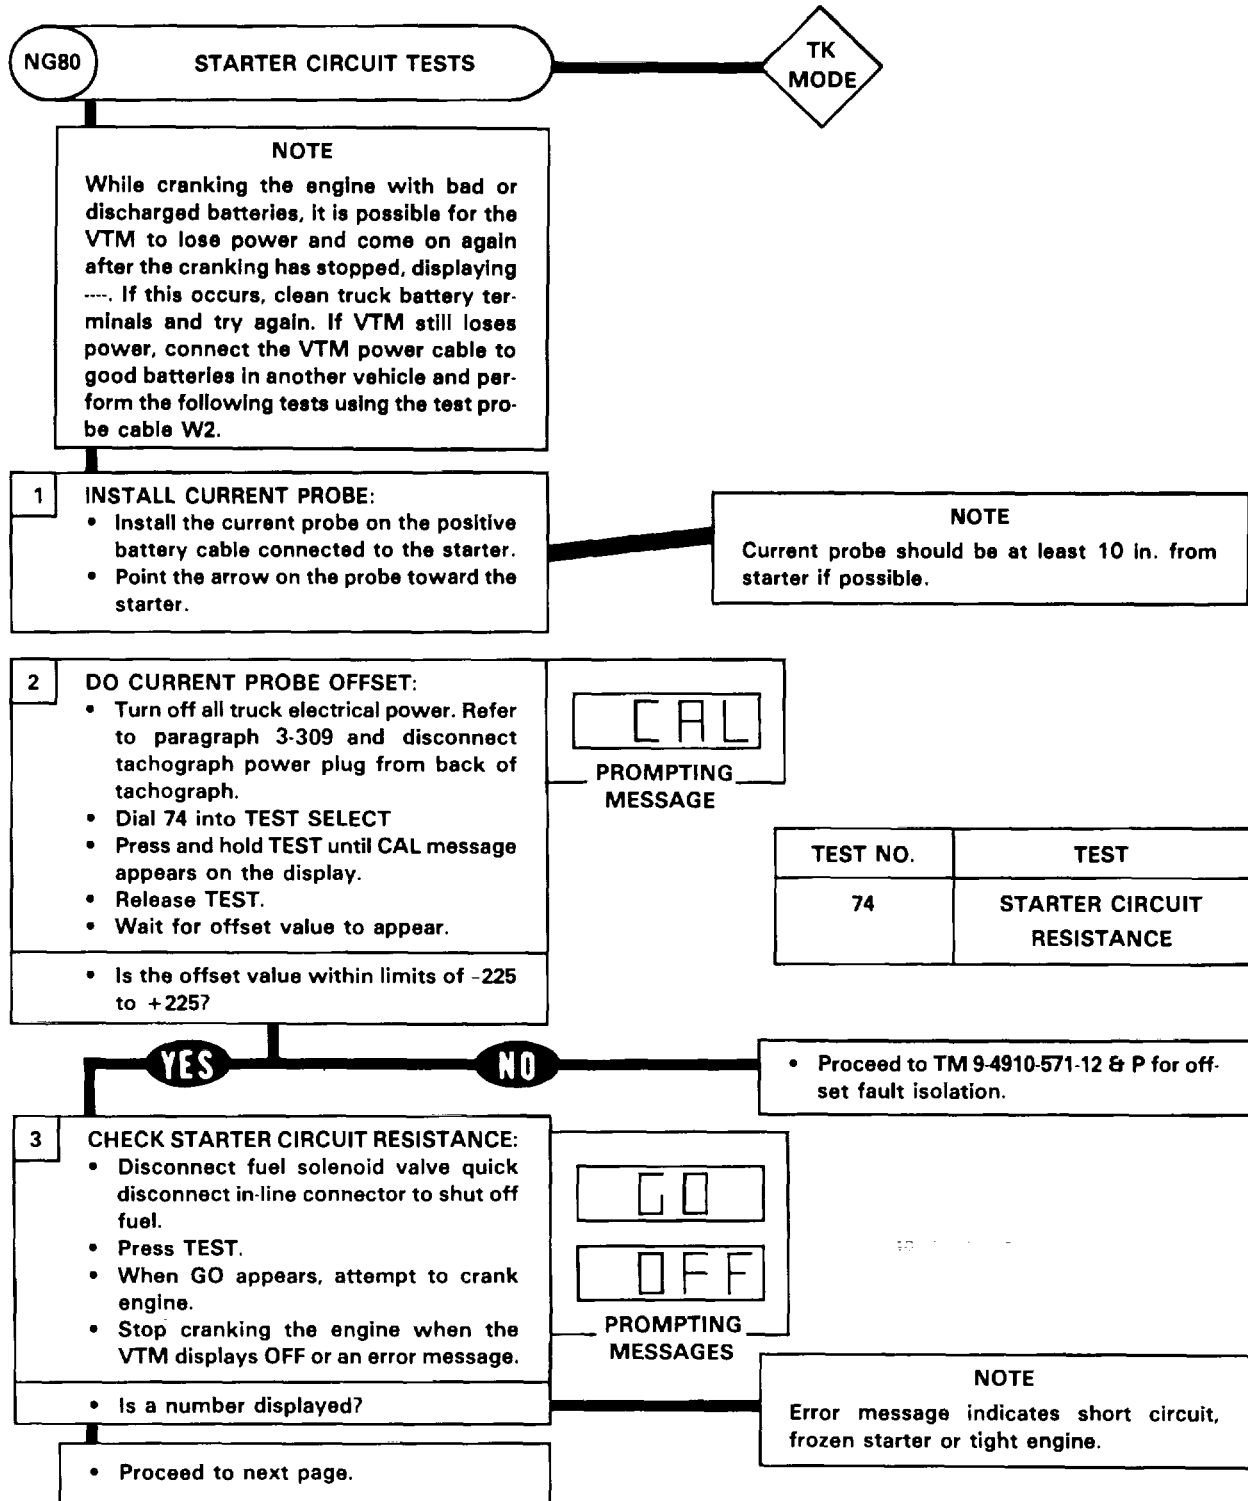 NG80
STARTER CIRCUIT TESTS
TK
MODE
NOTE
While cranking the engine with bad or
discharged batteries, it is possible for the
VTM to lose power and come on again
after the cranking has stopped, displaying
----. If this occurs, clean truck battery ter-
minals and try again. If VTM still loses
power, connect the VTM power cable to
good batteries in another vehicle and per-
form the following tests using the test pro-
be cable W2.
1
INSTALL CURRENT PROBE:
• Install the current probe on the positive
battery cable connected to the starter.
• Point the arrow on the probe toward the
starter.
NOTE
Current probe should be at least 10 in. from
starter if possible.
2
DO CURRENT PROBE OFFSET:
• Turn off all truck electrical power. Refer
to paragraph 3-309 and disconnect
tachograph power plug from back of
tachograph.
• Dial 74 into TEST SELECT
• Press and hold TEST until CAL message
appears on the display.
• Release TEST.
• Wait for offset value to appear.
• Is the offset value within limits of -225
to +225?
CAL
PROMPTING
MESSAGE
TEST NO.
TEST
74
STARTER CIRCUIT
RESISTANCE
YES
NO
• Proceed to TM 9-4910-571-12 & P for off-
set fault isolation.
3
CHECK STARTER CIRCUIT RESISTANCE:
• Disconnect fuel solenoid valve quick
disconnect in-line connector to shut off
fuel.
• Press TEST.
• When GO appears, attempt to crank
engine.
• Stop cranking the engine when the
VTM displays OFF or an error message.
• Is a number displayed?
GO
OFF
PROMPTING
MESSAGES
NOTE
Error message indicates short circuit,
frozen starter or tight engine.
• Proceed to next page.